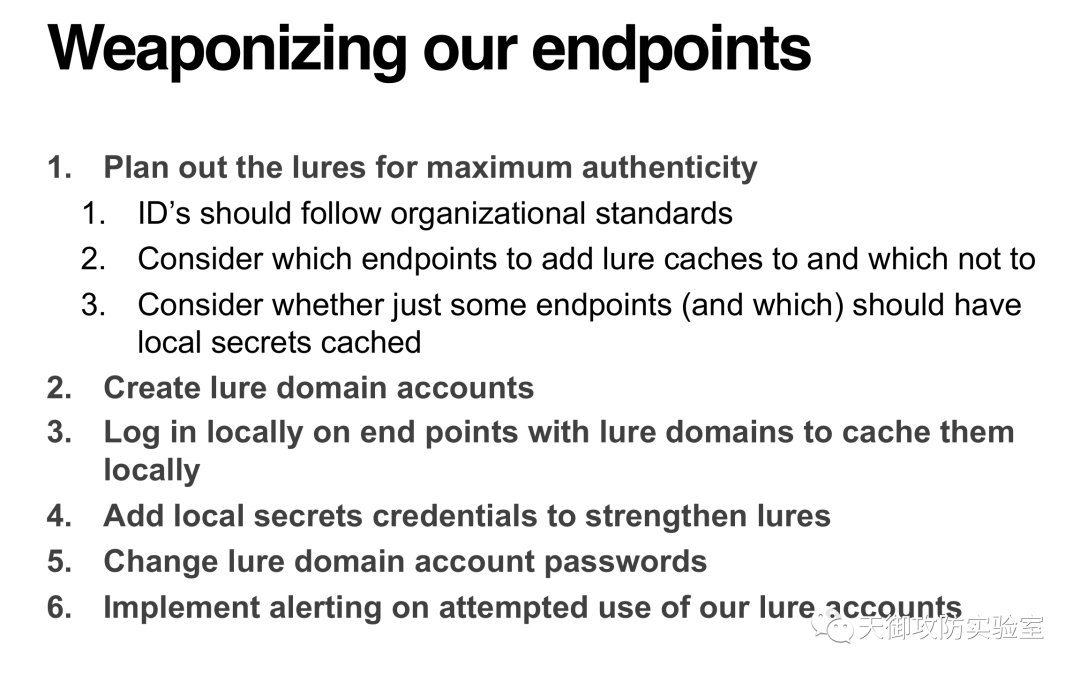 Weaponizing our endpoints
1. Plan out the lures for maximum authenticity
1. ID’s should follow organizational standards
2. Consider which endpoints to add lure caches to and which not to
3. Consider whether just some endpoints (and which) should have
local secrets cached
2. Create lure domain accounts
3. Log in locally on end points with lure domains to cache them
locally
4. Add local secrets credentials to strengthen lures
5. Change lure domain account passwords
6. Implement alerting on attempted use of our lure accounts
天御攻防实验室